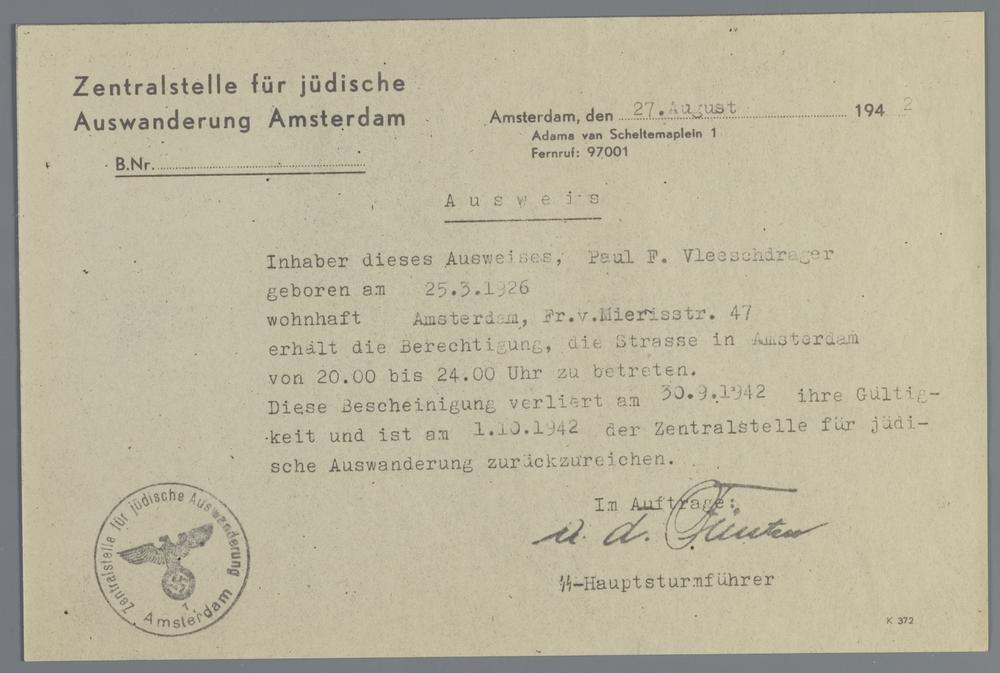 Zentralstelle für jüdische
Auswanderung Amsterdam
B.Nr.
Amsterdam, den 27.August 1942
Adama van Scheltemaplein 1
Fernruf: 97001
Ausweis
Inhaber dieses Ausweises, Paul F. Vleeschdrager
geboren am 25.3.1926
wohnhaft Amsterdam, Fr.v.Mierisstr. 47
erhält die Berechtigung, die Strasse in Amsterdam
von 20.00 bis 24.00 Uhr zu betreten.
Diese Bescheinigung verliert am 30.9.1942 ihre Gültig-
keit und ist am 1.10.1942 der Zentralstelle für jüdi-
sche Auswanderung zurückzureichen.
Im Auftrage:
a. d. Fünten
SS-Hauptsturmführer
Zentralstelle für jüdische Auswanderung
1
Amsterdam
K 372